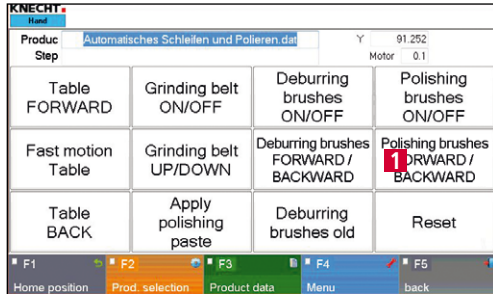 KNECHT
Hand
Produc Automatisches Schleifen und Polieren.dat Y 91.252
Step Motor 0.1
Table
FORWARD
Grinding belt
ON/OFF
Deburring
brushes
ON/OFF
Polishing
brushes
ON/OFF
Fast motion
Table
Grinding belt
UP/DOWN
Deburring brushes
FORWARD /
BACKWARD
Polishing brushes
1 ORWARD /
BACKWARD
Table
BACK
Apply
polishing
paste
Deburring
brushes old
Reset
F1 F2 F3 F4 F5
Home position Prod. selection Product data Menu back